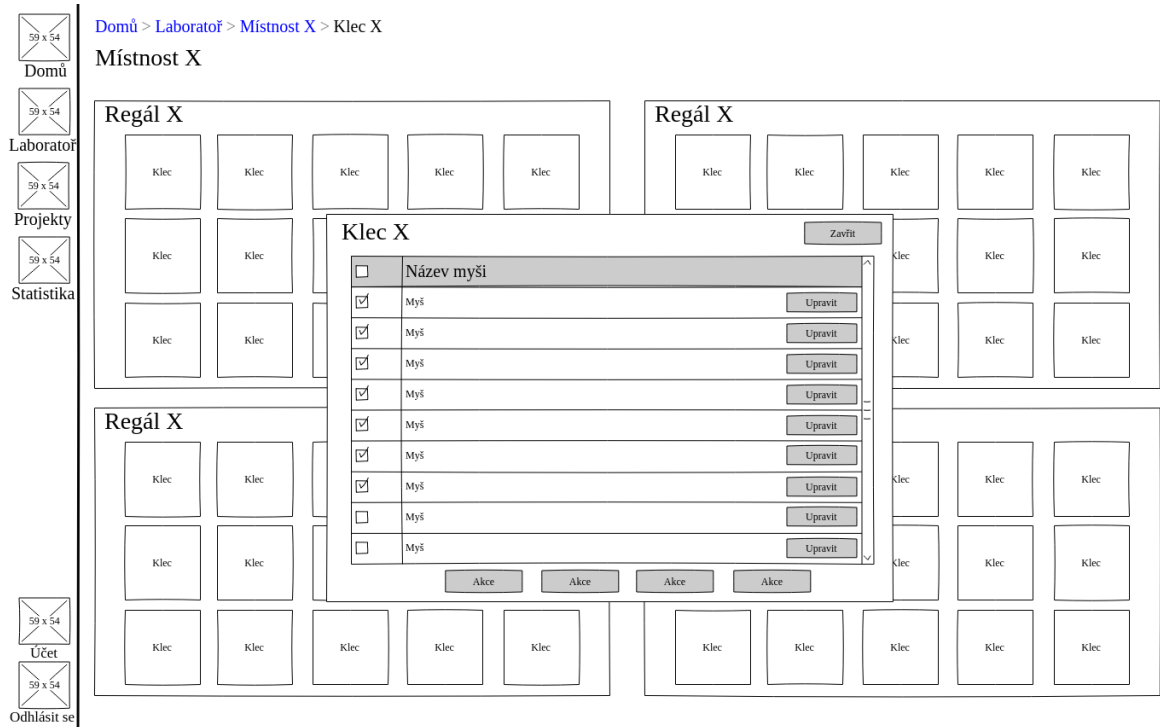 59 x 54
Domů
59 x 54
Laboratoř
59 x 54
Projekty
59 x 54
Statistika
59 x 54
Účet
59 x 54
Odhlásit se
Domů > Laboratoř > Místnost X > Klec X
Místnost X
Regál X
Klec Klec Klec Klec Klec
Klec Klec
Klec Klec
Regál X
Klec Klec Klec Klec Klec
Klec Klec Klec
Klec Klec Klec
Klec X
Zavřit
Název myši
Myš Upravit
Myš Upravit
Myš Upravit
Myš Upravit
Myš Upravit
Myš Upravit
Myš Upravit
Myš Upravit
Myš Upravit
Akce Akce Akce Akce
Regál X
Klec Klec
Klec Klec
Klec Klec Klec Klec Klec
Klec Klec Klec
Klec Klec Klec
Klec Klec Klec Klec Klec